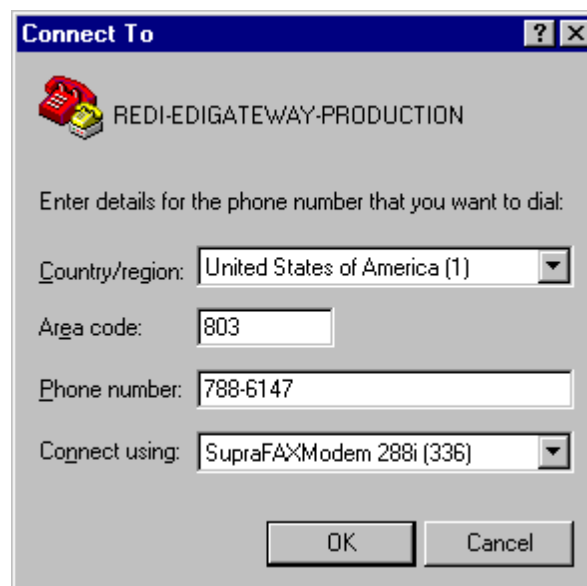 Connect To
REDI-EDIGATEWAY-PRODUCTION
Enter details for the phone number that you want to dial:
Country/region: United States of America (1)
Area code: 803
Phone number: 788-6147
Connect using: SupraFAXModem 288i (336)
OK Cancel